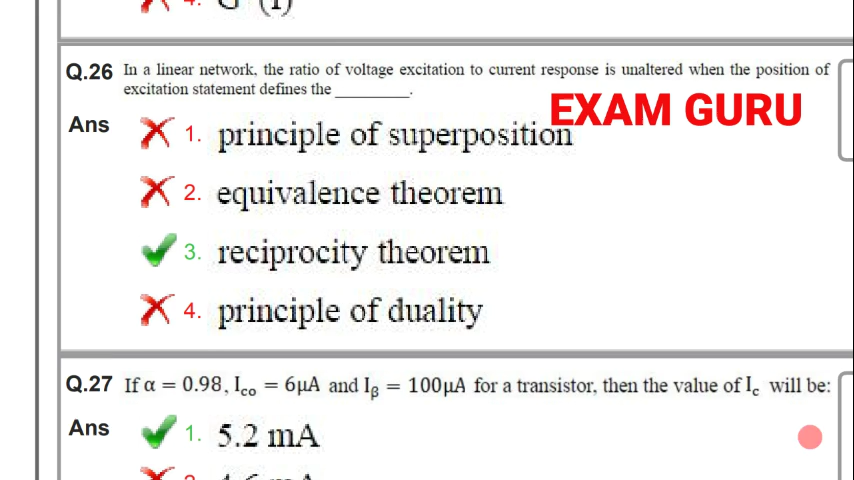 4. G (1)
Q.26 In a linear network, the ratio of voltage excitation to current response is unaltered when the position of
excitation statement defines the ________.
EXAM GURU
Ans 1. principle of superposition
2. equivalence theorem
3. reciprocity theorem
4. principle of duality
Q.27 If α = 0.98, Ico = 6μA and Iβ = 100μA for a transistor, then the value of Ic will be:
Ans 1. 5.2 mA